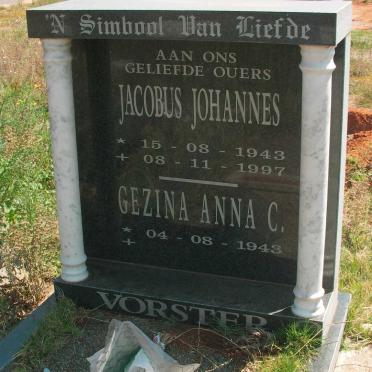 'N Simbool Van Liefde
AAN ONS
GELIEFDE OUERS
JACOBUS JOHANNES
* 15 - 08 - 1943
+ 08 - 11 - 1997
GEZINA ANNA C.
* 04 - 08 - 1943
+
VORSTER